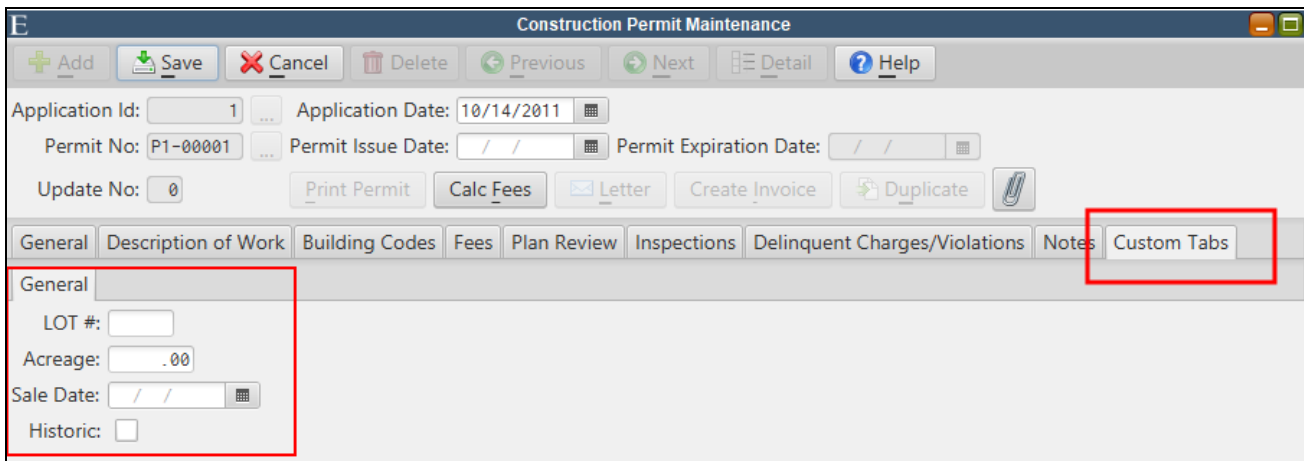 E Construction Permit Maintenance
Add Save Cancel Delete Previous Next Detail Help
Application Id: 1 ... Application Date: 10/14/2011
Permit No: P1-00001 ... Permit Issue Date: / / Permit Expiration Date: / /
Update No: 0 Print Permit Calc Fees Letter Create Invoice Duplicate
General Description of Work Building Codes Fees Plan Review Inspections Delinquent Charges/Violations Notes Custom Tabs
General
LOT #:
Acreage: .00
Sale Date: / /
Historic: